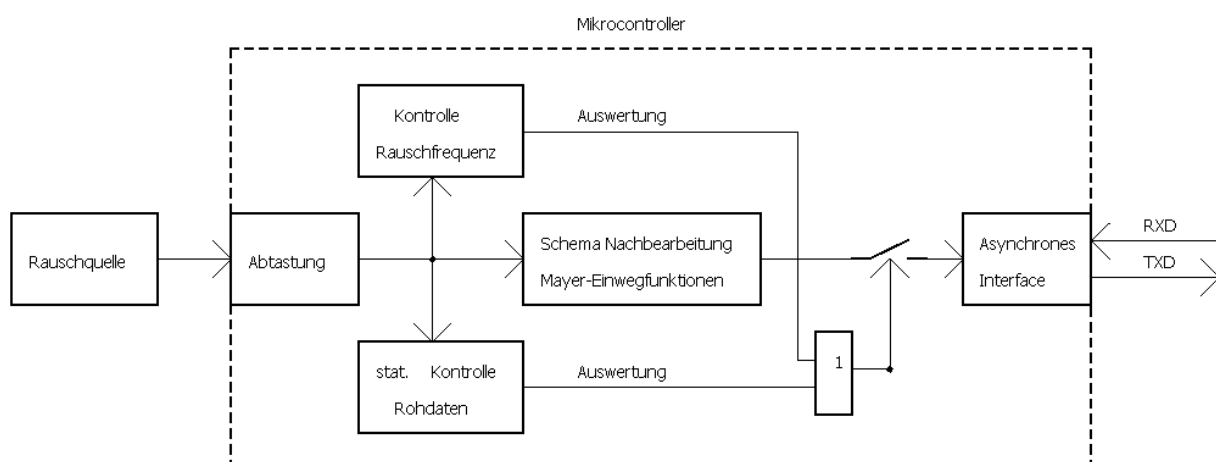 Mikrocontroller
Kontrolle
Rauschfrequenz
Auswertung
Rauschquelle
Abtastung
Schema Nachbearbeitung
Mayer-Einwegfunktionen
Asynchrones
Interface
RXD
TXD
stat. Kontrolle
Rohdaten
Auswertung
1